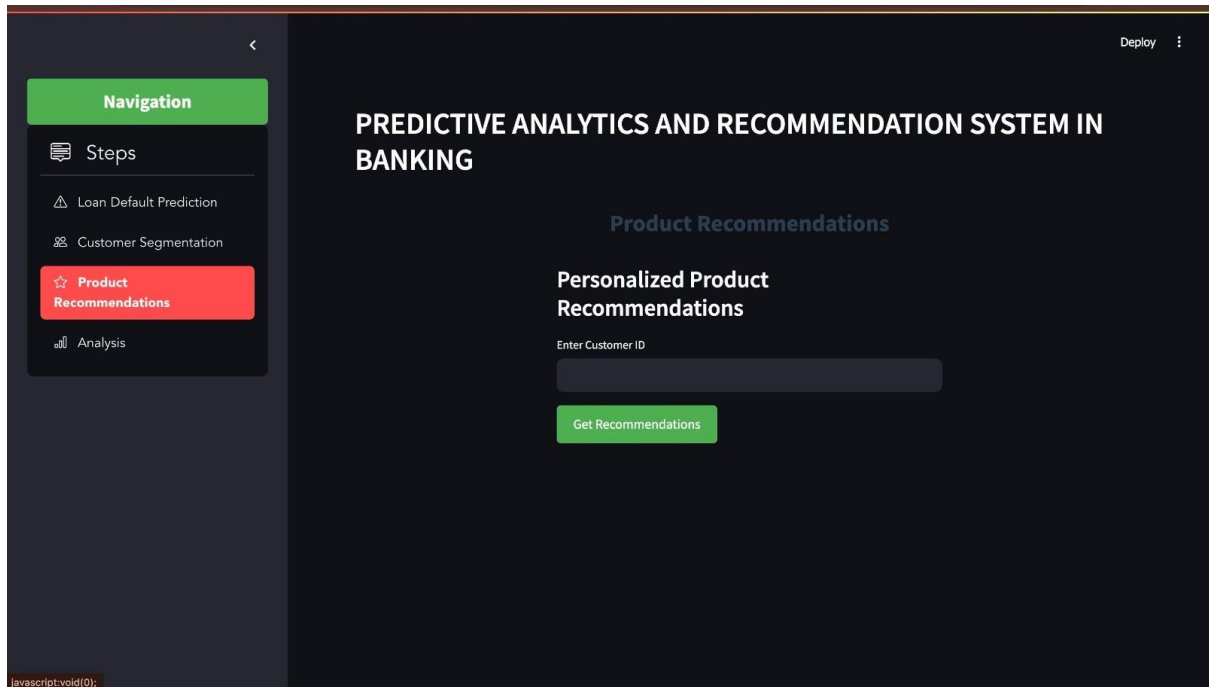 Deploy
Navigation
Steps
Loan Default Prediction
Customer Segmentation
Product
Recommendations
Analysis
PREDICTIVE ANALYTICS AND RECOMMENDATION SYSTEM IN
BANKING
Product Recommendations
Personalized Product
Recommendations
Enter Customer ID
Get Recommendations
javascript:void(0);